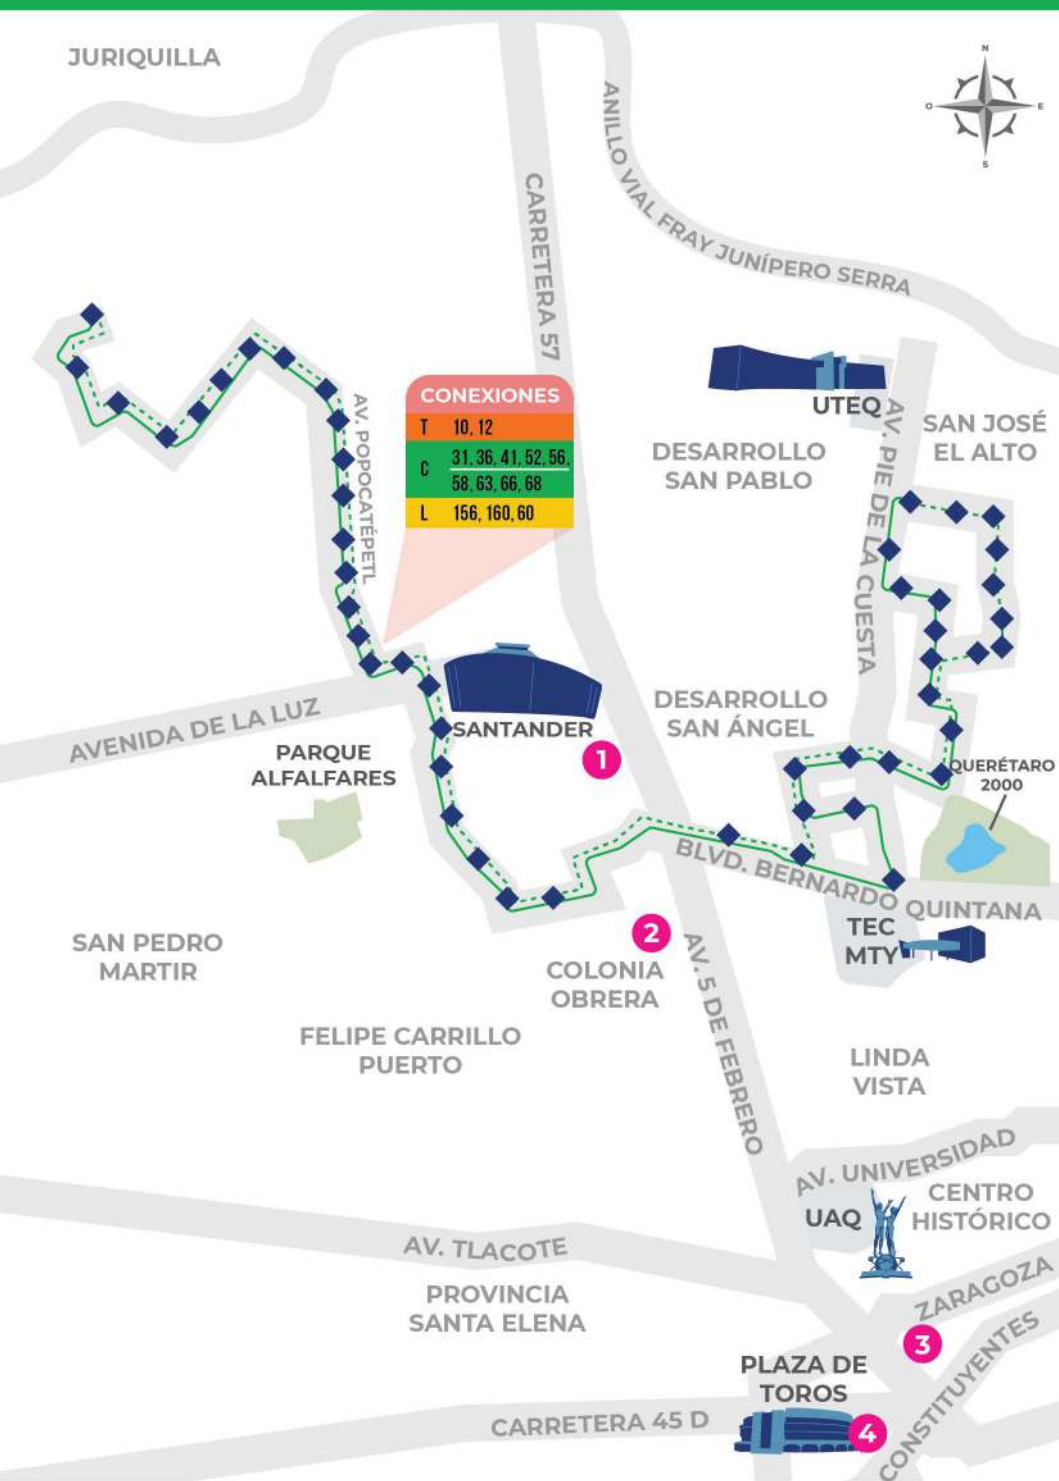 JURIQUILLA
N
O
E
S
ANILLO VIAL FRAY JUNÍPERO SERRA
CARRETERA 57
UTEQ
AV. PIE DE LA CUESTA
SAN JOSÉ
EL ALTO
DESARROLLO
SAN PABLO
CONEXIONES
T 10, 12
C 31, 36, 41, 52, 56,
58, 63, 66, 68
L 156, 160, 60
AV. POPOCATÉPETL
AVENIDA DE LA LUZ
SANTANDER
1
DESARROLLO
SAN ÁNGEL
PARQUE
ALFALFARES
QUERÉTARO
2000
BLVD. BERNARDO QUINTANA
TEC
MTY
2
COLONIA
OBRERA
SAN PEDRO
MARTIR
AV. 5 DE FEBRERO
FELIPE CARRILLO
PUERTO
LINDA
VISTA
AV. UNIVERSIDAD
CENTRO
HISTÓRICO
UAQ
AV. TLACOTE
PROVINCIA
SANTA ELENA
ZARAGOZA
3
CONSTITUYENTES
PLAZA DE
TOROS
4
CARRETERA 45 D